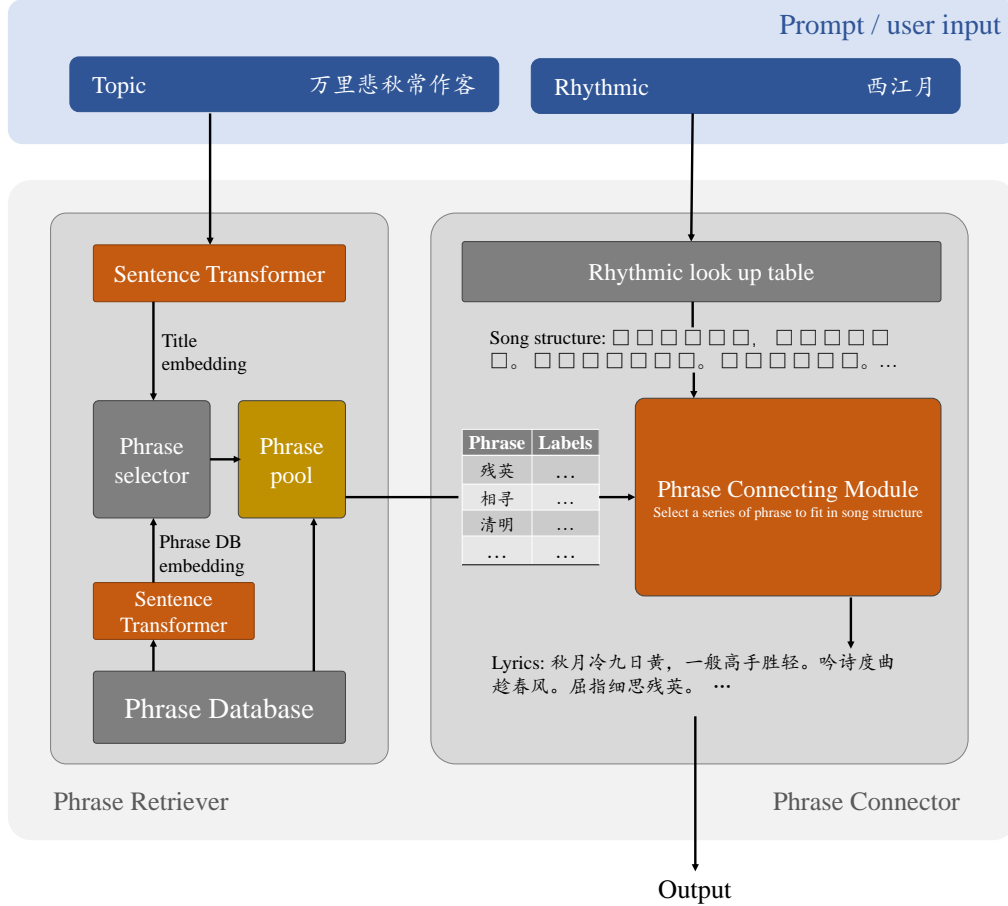 Prompt / user input
Topic 万里悲秋常作客
Rhythmic 西江月
Sentence Transformer
Title
embedding
Phrase
selector
Phrase
pool
Phrase DB
embedding
Sentence
Transformer
Phrase Database
Phrase Retriever
Rhythmic look up table
Song structure: □□□□□□，□□□□□
□。□□□□□□□。□□□□□□。…
Phrase Labels
残英 …
相寻 …
清明 …
… …
Phrase Connecting Module
Select a series of phrase to fit in song structure
Lyrics: 秋月冷九日黄，一般高手胜轻。吟诗度曲
趁春风。屈指细思残英。 …
Phrase Connector
Output